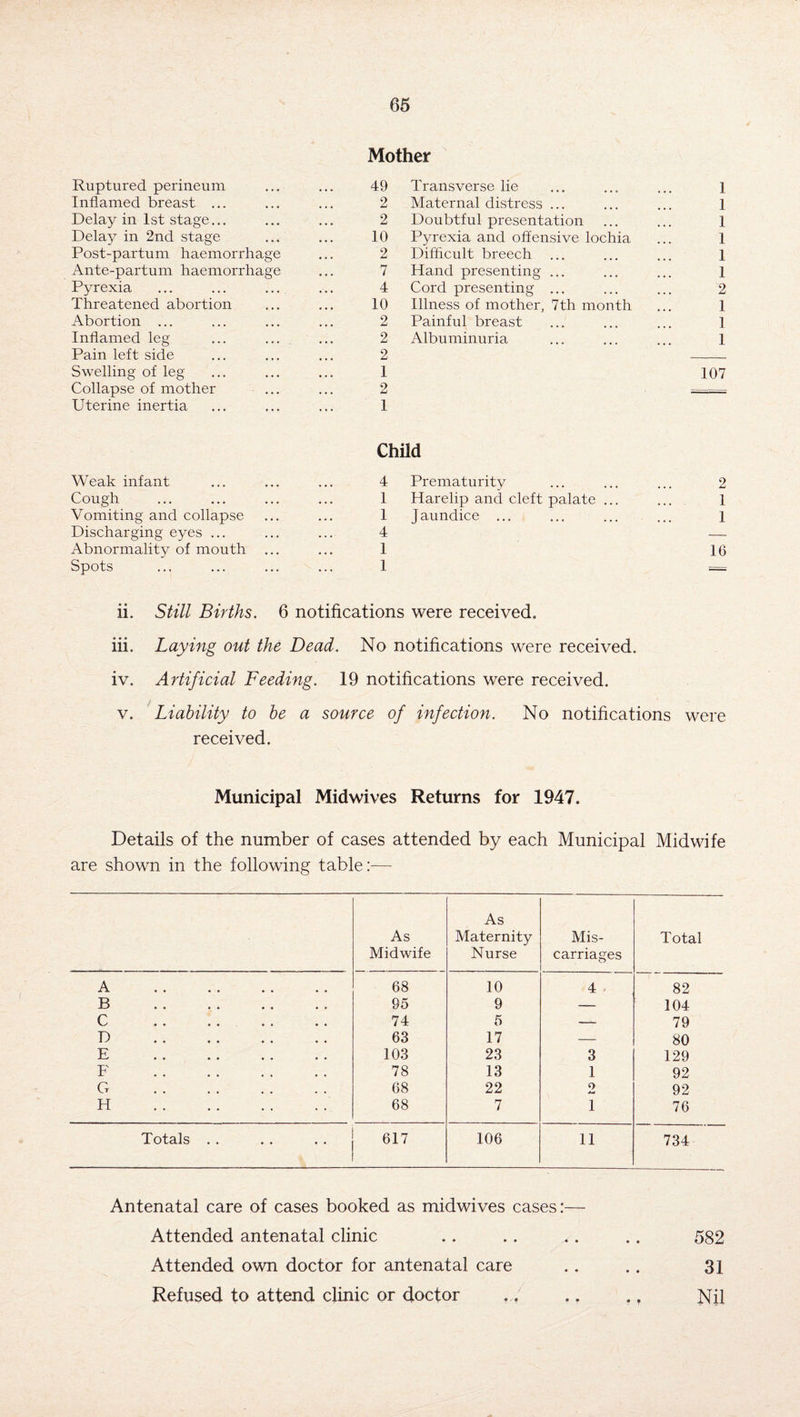 65
Mother
Ruptured perineum ... ... 49 Transverse lie ... ... ... 1
Inflamed breast ... ... ... 2 Maternal distress ... ... ... 1
Delay in 1st stage... ... ... 2 Doubtful presentation ... ... 1
Delay in 2nd stage ... ... 10 Pyrexia and offensive lochia ... 1
Post-partum haemorrhage ... 2 Difficult breech ... ... ... 1
Ante-partum haemorrhage ... 7 Hand presenting ... ... ... 1
Pyrexia ... ... ... ... 4 Cord presenting ... ... ... 2
Threatened abortion ... ... 10 Illness of mother, 7th month ... 1
Abortion ... ... ... ... 2 Painful breast ... ... ... 1
Inflamed leg ... ... ... 2 Albuminuria ... ... ... 1
Pain left side ... ... ... 2
Swelling of leg ... ... ... 1 107
Collapse of mother ... ... 2
Uterine inertia ... ... ... 1
Child
Weak infant ... ... ... 4 Prematurity ... ... ... 2
Cough ... ... ... ... 1 Harelip and cleft palate ... ... 1
Vomiting and collapse ... ... 1 Jaundice ... ... ... ... 1
Discharging eyes ... ... ... 4
Abnormality of mouth ... ... 1 16
Spots ... ... ... ... 1
ii. Still Births. 6 notifications were received.
iii. Laying out the Dead. No notifications were received.
iv. Artificial Feeding. 19 notifications were received.
v. Liability to be a source of infection. No notifications were
received.
Municipal Midwives Returns for 1947.
Details of the number of cases attended by each Municipal Midwife
are shown in the following table:—
As
As Maternity Mis- Total
Midwife Nurse carriages
A .. .. .. .. 68 10 4 82
B .. .. .. .. 95 9 — 104
C .. .. .. .. 74 5 — 79
D .. .. .. .. 63 17 — 80
E .. .. .. .. 103 23 3 129
F .. .. .. .. 78 13 1 92
G .. .. .. .. 68 22 2 92
H .. .. .. .. 68 7 1 76
Totals .. .. .. 617 106 11 734
Antenatal care of cases booked as midwives cases:—
Attended antenatal clinic .. .. .. .. 582
Attended own doctor for antenatal care .. .. 31
Refused to attend clinic or doctor .. .. .. Nil